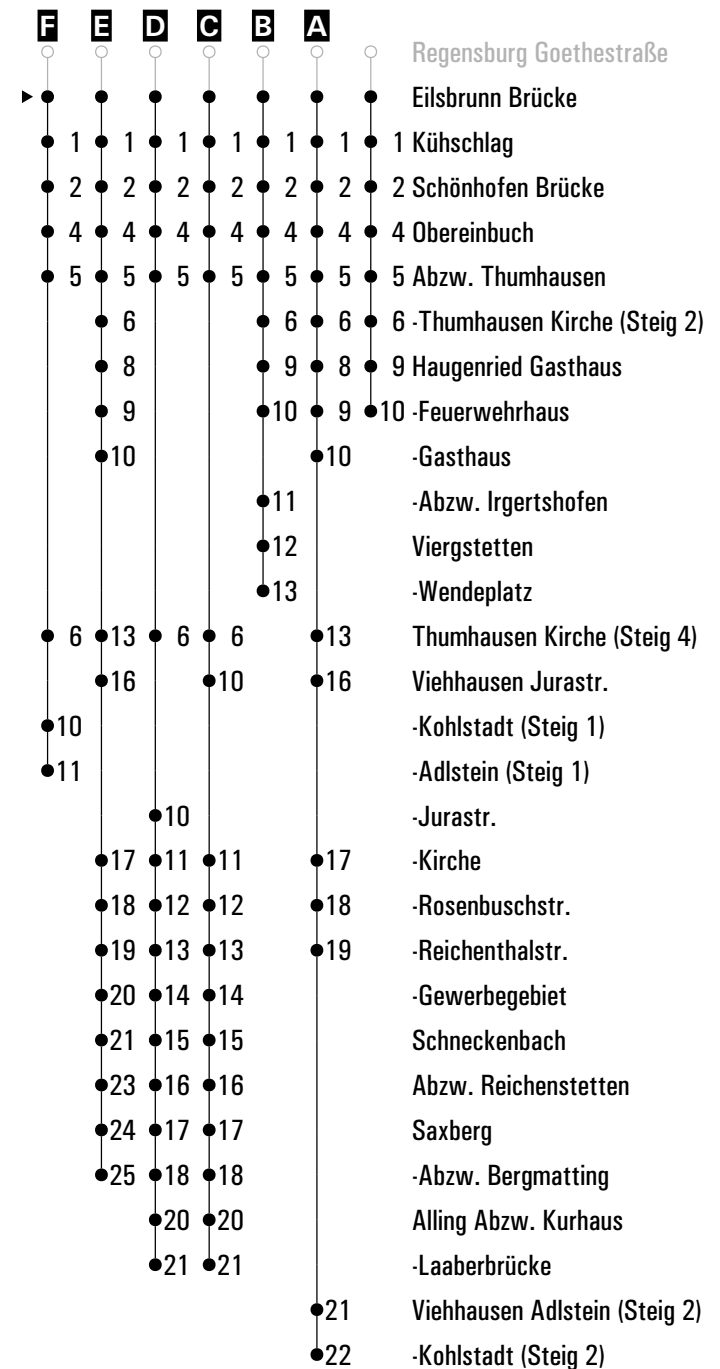 F E D C B A
Regensburg Goethestraße
Eilsbrunn Brücke
1 1 1 1 1 1 1 Kühschlag
2 2 2 2 2 2 2 Schönhofen Brücke
4 4 4 4 4 4 4 Obereinbuch
5 5 5 5 5 5 5 Abzw. Thumhausen
6 6 6 6 -Thumhausen Kirche (Steig 2)
8 9 8 9 Haugenried Gasthaus
9 10 9 10 -Feuerwehrhaus
10 10 -Gasthaus
11 -Abzw. Irgertshofen
12 Viergstetten
13 -Wendeplatz
6 13 6 6 13 Thumhausen Kirche (Steig 4)
16 10 16 Viehhausen Jurastr.
10 -Kohlstadt (Steig 1)
11 -Adlstein (Steig 1)
10 -Jurastr.
17 11 11 17 -Kirche
18 12 12 18 -Rosenbuschstr.
19 13 13 19 -Reichenthalstr.
20 14 14 -Gewerbegebiet
21 15 15 Schneckenbach
23 16 16 Abzw. Reichenstetten
24 17 17 Saxberg
25 18 18 -Abzw. Bergmatting
20 20 Alling Abzw. Kurhaus
21 21 -Laaberbrücke
21 Viehhausen Adlstein (Steig 2)
22 -Kohlstadt (Steig 2)